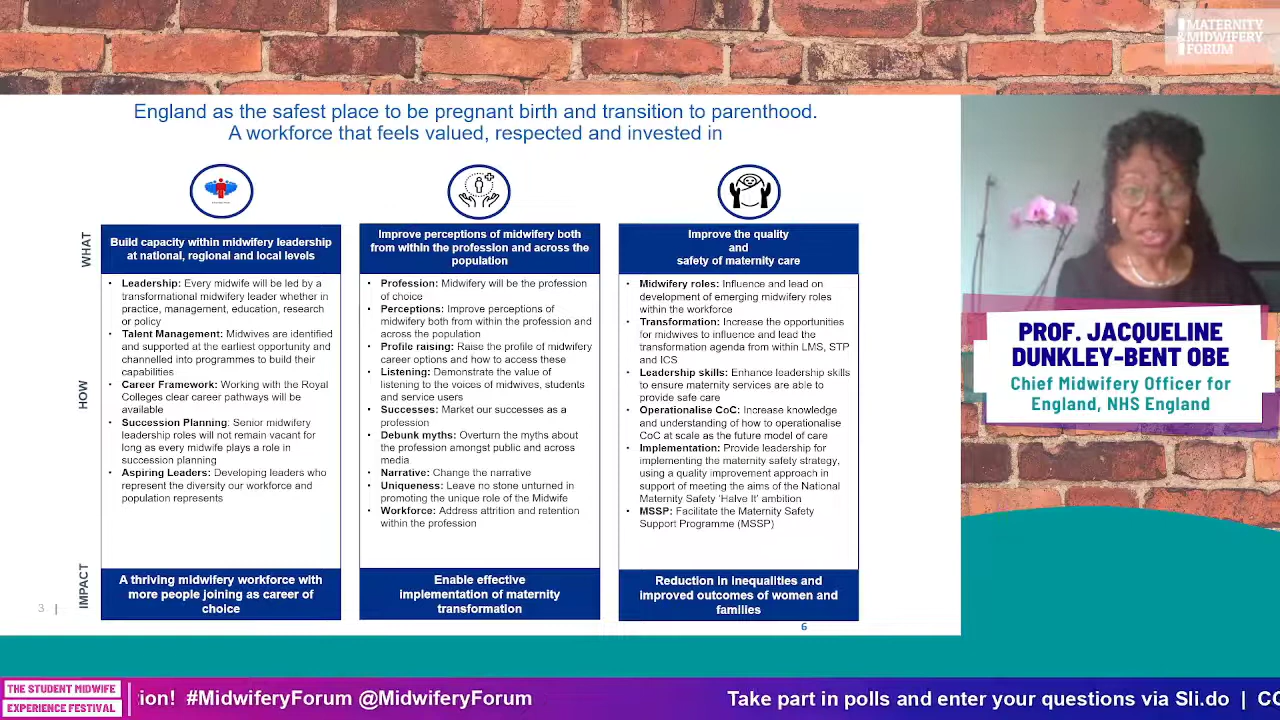 MATERNITY
&MIDWIFERY
FORUM
England as the safest place to be pregnant birth and transition to parenthood.
A workforce that feels valued, respected and invested in
WHAT
Build capacity within midwifery leadership
at national, regional and local levels
HOW
• Leadership: Every midwife will be led by a
transformational midwifery leader whether in
practice, management, education, research
or policy
• Talent Management: Midwives are identified
and supported at the earliest opportunity and
channelled into programmes to build their
capabilities
• Career Framework: Working with the Royal
Colleges clear career pathways will be
available
• Succession Planning: Senior midwifery
leadership roles will not remain vacant for
long as every midwife plays a role in
succession planning
• Aspiring Leaders: Developing leaders who
represent the diversity our workforce and
population represents
IMPACT
A thriving midwifery workforce with
more people joining as career of
choice
Improve perceptions of midwifery both
from within the profession and across the
population
• Profession: Midwifery will be the profession
of choice
• Perceptions: Improve perceptions of
midwifery both from within the profession and
across the population
• Profile raising: Raise the profile of midwifery
career options and how to access these
• Listening: Demonstrate the value of
listening to the voices of midwives, students
and service users
• Successes: Market our successes as a
profession
• Debunk myths: Overturn the myths about
the profession amongst public and across
media
• Narrative: Change the narrative
• Uniqueness: Leave no stone unturned in
promoting the unique role of the Midwife
• Workforce: Address attrition and retention
within the profession
Enable effective
implementation of maternity
transformation
Improve the quality
and
safety of maternity care
• Midwifery roles: Influence and lead on
development of emerging midwifery roles
within the workforce
• Transformation: Increase the opportunities
for midwives to influence and lead the
transformation agenda from within LMS, STP
and ICS
• Leadership skills: Enhance leadership skills
to ensure maternity services are able to
provide safe care
• Operationalise CoC: Increase knowledge
and understanding of how to operationalise
CoC at scale as the future model of care
• Implementation: Provide leadership for
implementing the maternity safety strategy,
using a quality improvement approach in
support of meeting the aims of the National
Maternity Safety 'Halve It' ambition
• MSSP: Facilitate the Maternity Safety
Support Programme (MSSP)
Reduction in inequalities and
improved outcomes of women and
families
3 |
6
PROF. JACQUELINE
DUNKLEY-BENT OBE
Chief Midwifery Officer for
England, NHS England
THE STUDENT MIDWIFE
EXPERIENCE FESTIVAL
ion! #MidwiferyForum @MidwiferyForum
Take part in polls and enter your questions via Sli.do | CO